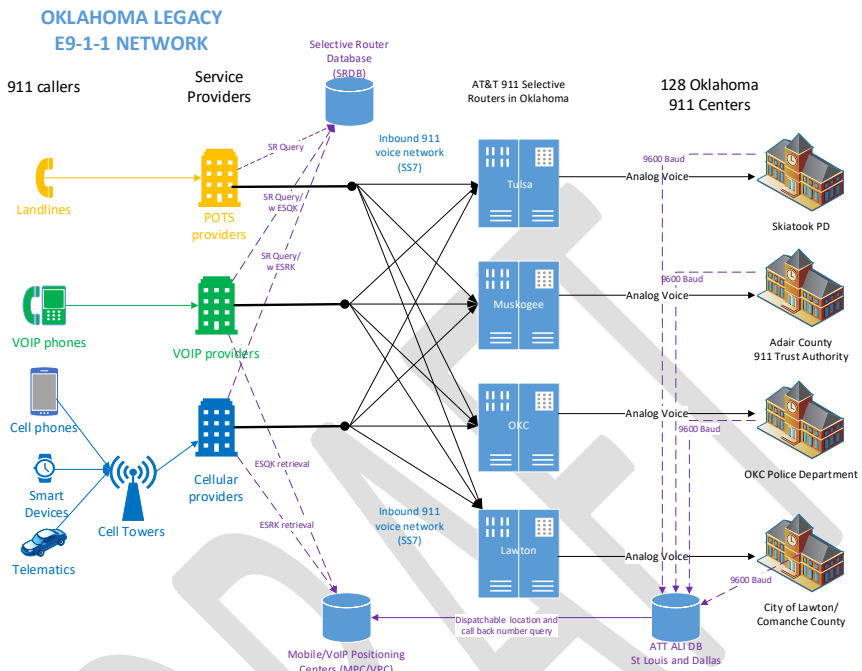 OKLAHOMA LEGACY
E9-1-1 NETWORK
911 callers
Service
Providers
Selective Router
Database
(SRDB)
AT&T 911 Selective
Routers in Oklahoma
128 Oklahoma
911 Centers
Landlines
VOIP phones
Cell phones
Smart
Devices
Telematics
Cell Towers
POTS
providers
VOIP providers
Cellular
providers
SR Query
SR Query/
w ESQK
SR Query/
w ESRK
ESQK retrieval
ESRK retrieval
Inbound 911
voice network
(SS7)
Inbound 911
voice network
(SS7)
Tulsa
Muskogee
OKC
Lawton
Analog Voice
Analog Voice
Analog Voice
Analog Voice
9600 Baud
9600 Baud
9600 Baud
9600 Baud
Skiatook PD
Adair County
911 Trust Authority
OKC Police Department
City of Lawton/
Comanche County
Dispatchable location and
call back number query
Mobile/VoIP Positioning
Centers (MPC/VPC)
ATT ALI DB
St Louis and Dallas
DRAFT